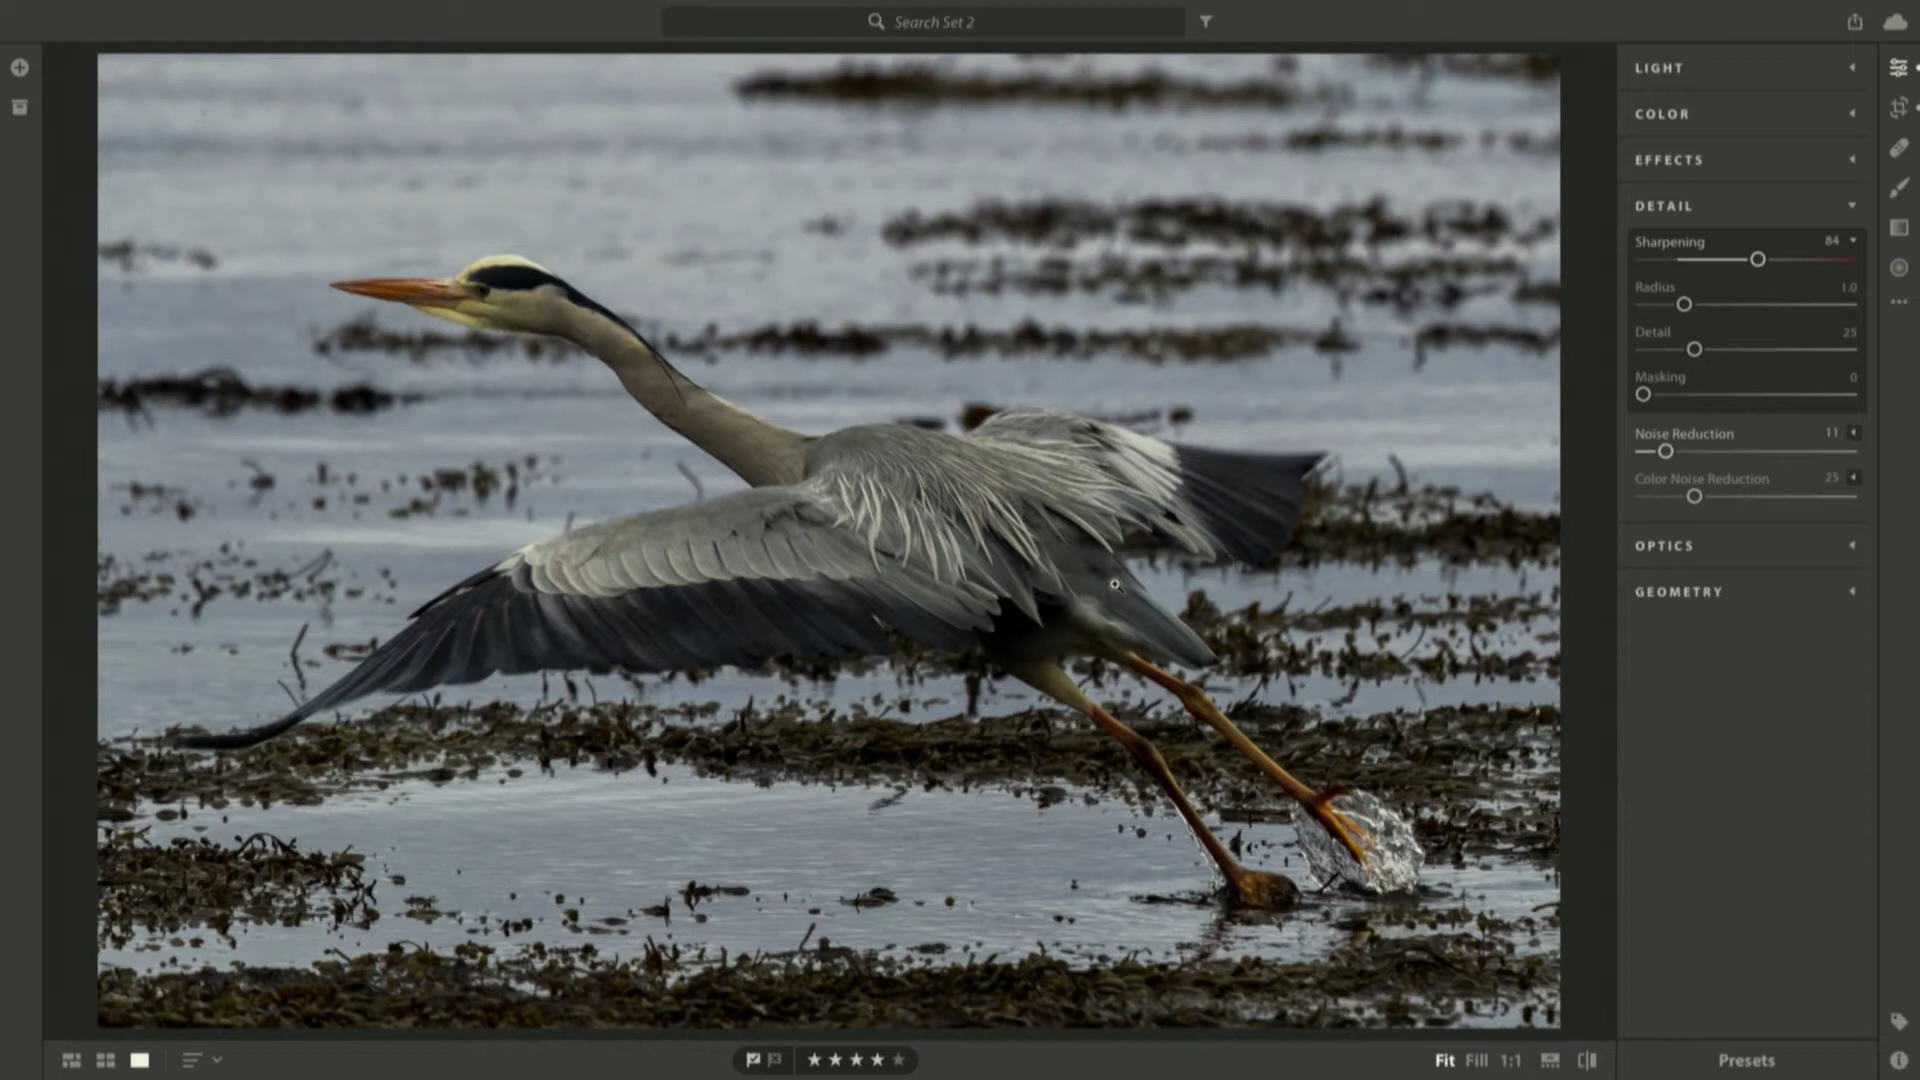 Search Set 2
LIGHT
COLOR
EFFECTS
DETAIL
Sharpening 84
Radius 1.0
Detail 25
Masking 0
Noise Reduction 11
Color Noise Reduction 25
OPTICS
GEOMETRY
Fit Fill 1:1
Presets